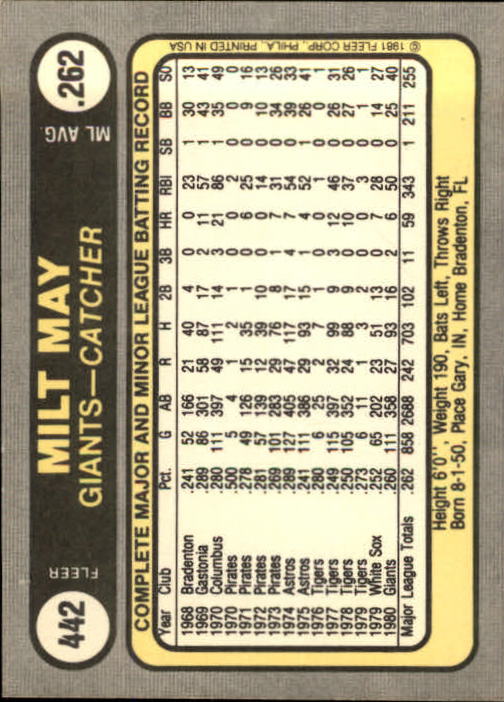 442
FLEER
MILT MAY
GIANTS—CATCHER
ML AVG.
.262
COMPLETE MAJOR AND MINOR LEAGUE BATTING RECORD
Year Club Pct. G AB R H 2B 3B HR RBI SB BB SO
1968 Bradenton .241 52 166 21 40 4 0 0 23 1 30 13
1969 Gastonia .289 86 301 58 87 17 2 11 57 1 43 41
1970 Columbus .280 111 397 49 111 14 3 21 86 0 35 49
1970 Pirates .500 5 4 1 2 1 0 0 2 0 0 0
1971 Pirates .278 49 126 15 35 1 0 6 25 0 9 16
1972 Pirates .281 57 139 12 39 10 0 0 14 0 10 13
1973 Pirates .269 101 283 29 76 8 1 7 31 0 34 26
1974 Astros .289 127 405 47 117 17 4 7 54 0 39 33
1975 Astros .241 111 386 29 93 15 1 4 52 1 26 41
1976 Tigers .280 6 25 2 7 1 0 0 1 0 0 1
1977 Tigers .249 115 397 32 99 9 3 12 46 0 26 31
1978 Tigers .250 105 352 24 88 9 0 10 37 0 27 26
1979 Tigers .273 6 11 1 3 2 0 0 3 0 1 1
1979 White Sox .252 65 202 23 51 13 0 7 28 0 14 27
1980 Giants .260 111 358 27 93 16 2 6 50 0 25 40
Major League Totals .262 858 2688 242 703 102 11 59 343 1 211 255
Height 6'0", Weight 190, Bats Left, Throws Right
Born 8-1-50, Place Gary, IN, Home Bradenton, FL
© 1981 FLEER CORP., PHILA., PRINTED IN USA